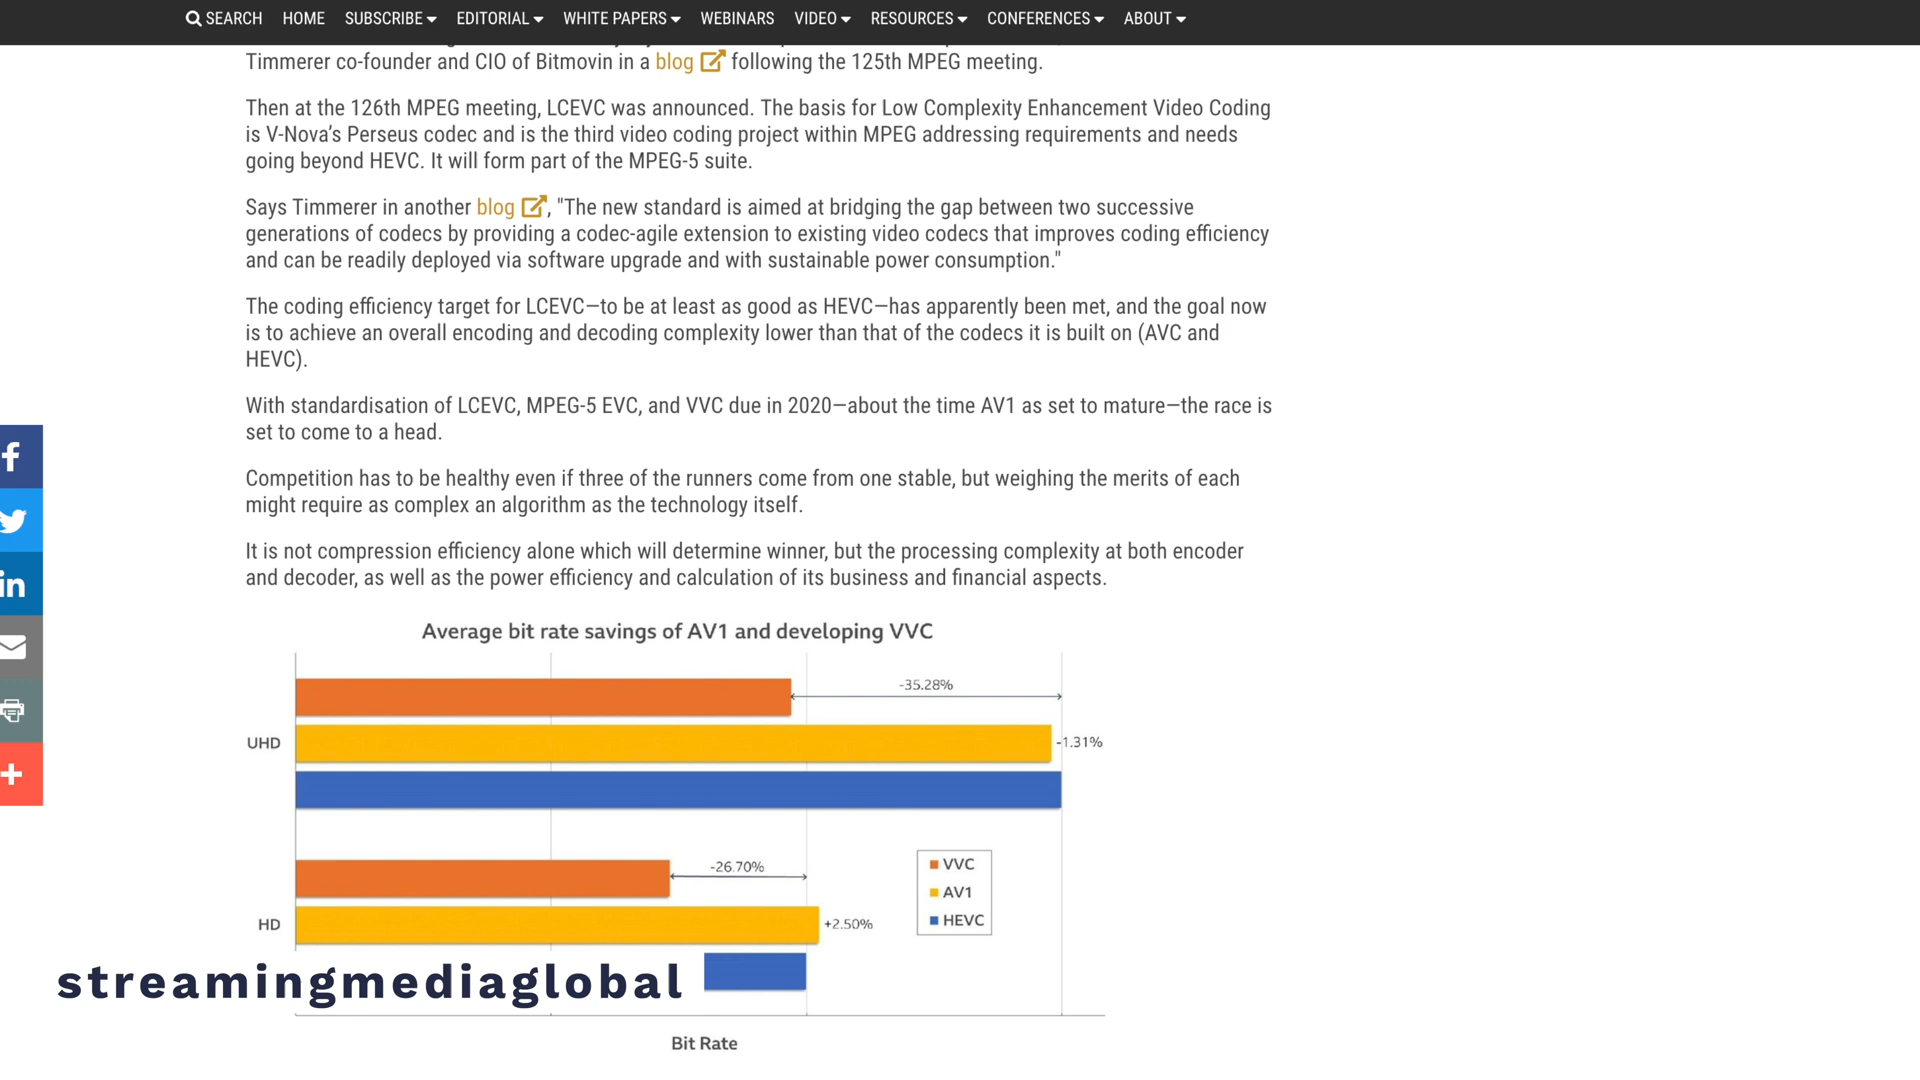 SEARCH HOME SUBSCRIBE EDITORIAL WHITE PAPERS WEBINARS VIDEO RESOURCES CONFERENCES ABOUT
Timmerer co-founder and CIO of Bitmovin in a blog following the 125th MPEG meeting.
Then at the 126th MPEG meeting, LCEVC was announced. The basis for Low Complexity Enhancement Video Coding
is V-Nova’s Perseus codec and is the third video coding project within MPEG addressing requirements and needs
going beyond HEVC. It will form part of the MPEG-5 suite.
Says Timmerer in another blog , "The new standard is aimed at bridging the gap between two successive
generations of codecs by providing a codec-agile extension to existing video codecs that improves coding efficiency
and can be readily deployed via software upgrade and with sustainable power consumption."
The coding efficiency target for LCEVC—to be at least as good as HEVC—has apparently been met, and the goal now
is to achieve an overall encoding and decoding complexity lower than that of the codecs it is built on (AVC and
HEVC).
With standardisation of LCEVC, MPEG-5 EVC, and VVC due in 2020—about the time AV1 as set to mature—the race is
set to come to a head.
Competition has to be healthy even if three of the runners come from one stable, but weighing the merits of each
might require as complex an algorithm as the technology itself.
It is not compression efficiency alone which will determine winner, but the processing complexity at both encoder
and decoder, as well as the power efficiency and calculation of its business and financial aspects.
Average bit rate savings of AV1 and developing VVC
-35.28%
UHD
-1.31%
-26.70%
VVC
AV1
HEVC
HD
+2.50%
streamingmediaglobal
Bit Rate